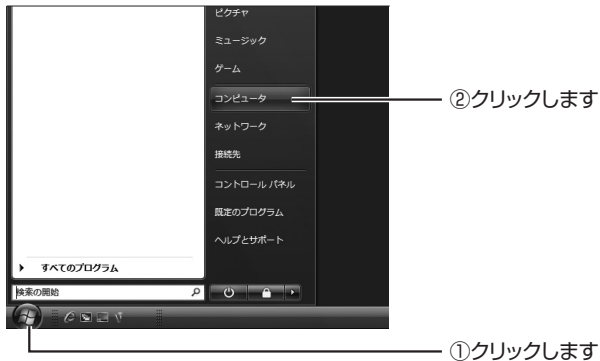 ピクチャ
ミュージック
ゲーム
コンピュータ
②クリックします
ネットワーク
接続先
コントロール パネル
既定のプログラム
ヘルプとサポート
すべてのプログラム
検索の開始
①クリックします